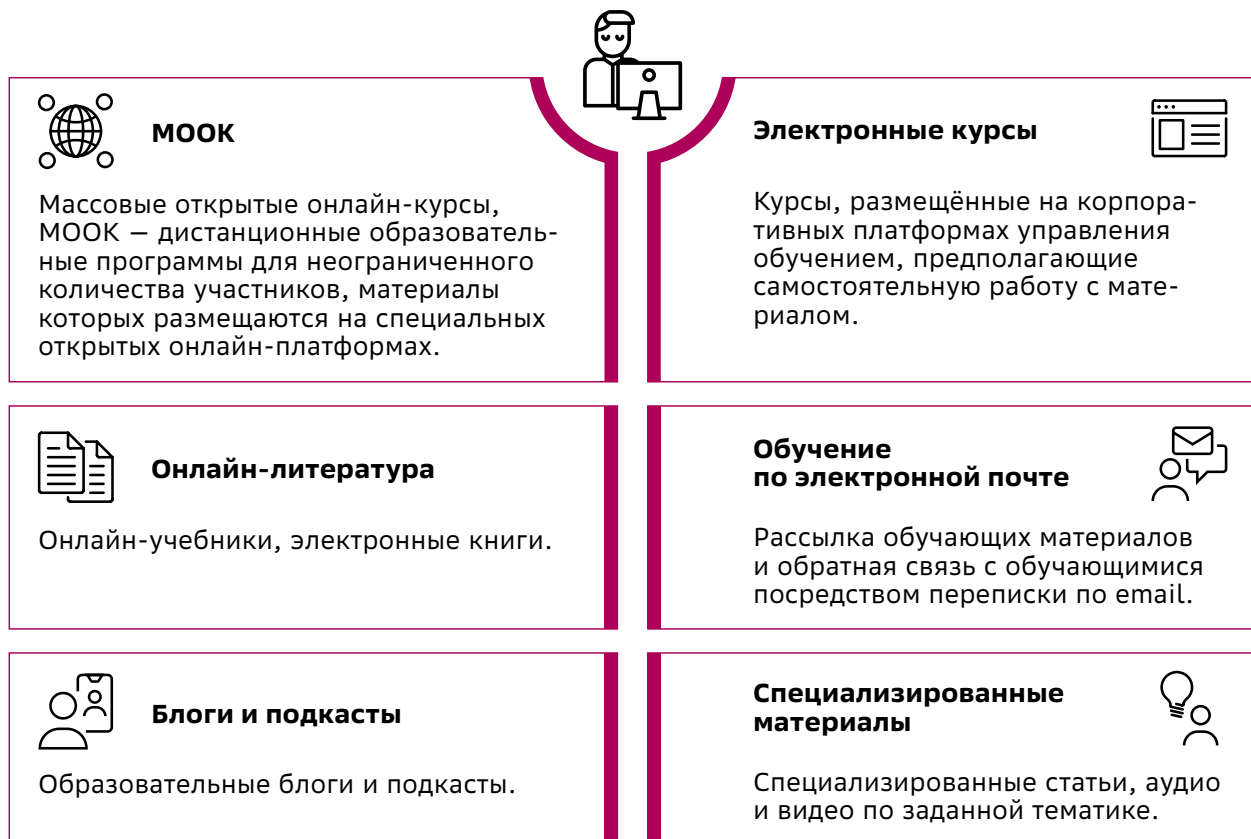 МООК
Массовые открытые онлайн-курсы,
МООК — дистанционные образователь-
ные программы для неограниченного
количества участников, материалы
которых размещаются на специальных
открытых онлайн-платформах.
Электронные курсы
Курсы, размещённые на корпора-
тивных платформах управления
обучением, предполагающие
самостоятельную работу с мате-
риалом.
Онлайн-литература
Онлайн-учебники, электронные книги.
Обучение
по электронной почте
Рассылка обучающих материалов
и обратная связь с обучающимися
посредством переписки по email.
Блоги и подкасты
Образовательные блоги и подкасты.
Специализированные
материалы
Специализированные статьи, аудио
и видео по заданной тематике.